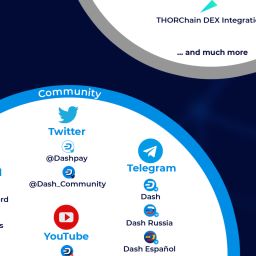 THORChain DEX Integratio
... and much more
Community
Twitter
@Dashpay
@Dash_Community
Telegram
Dash
Dash Russia
Dash Español
YouTube
rd
s